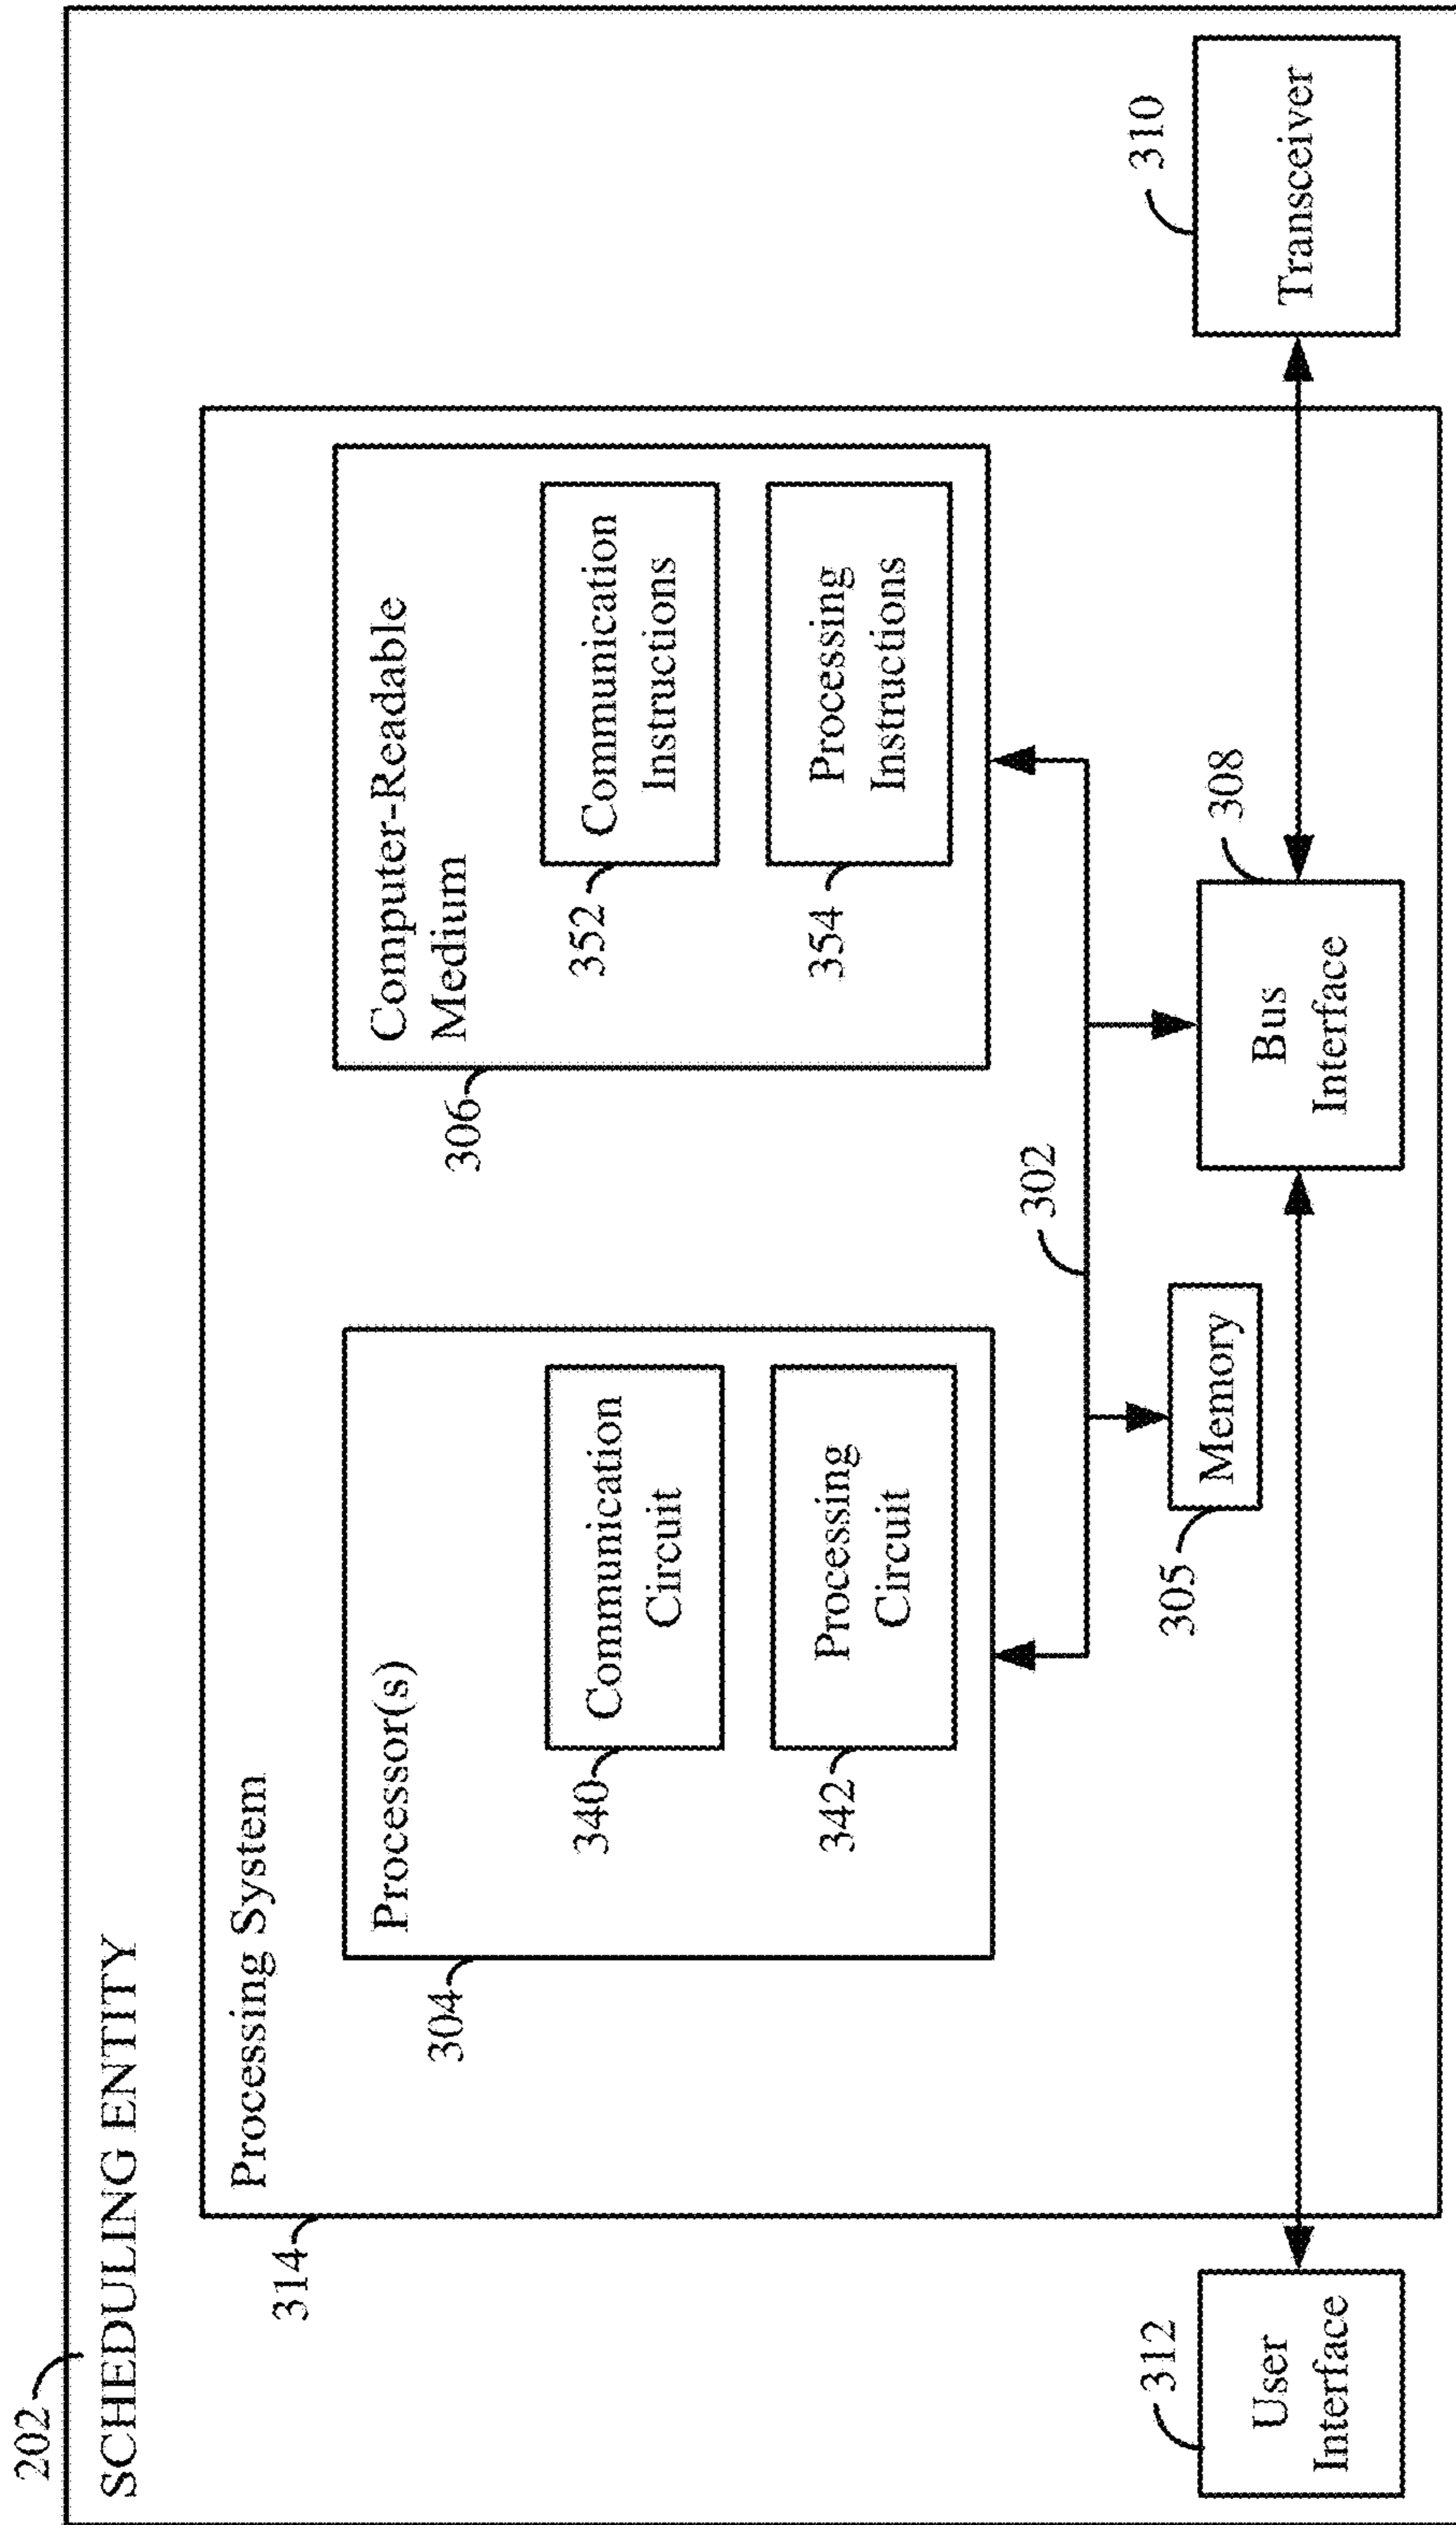 202
SCHEDULING ENTITY
314
Processing System
304
Processor(s)
340
Communication
Circuit
342
Processing
Circuit
306
Computer-Readable
Medium
352
Communication
Instructions
354
Processing
Instructions
302
305
Memory
308
Bus
Interface
312
User
Interface
310
Transceiver